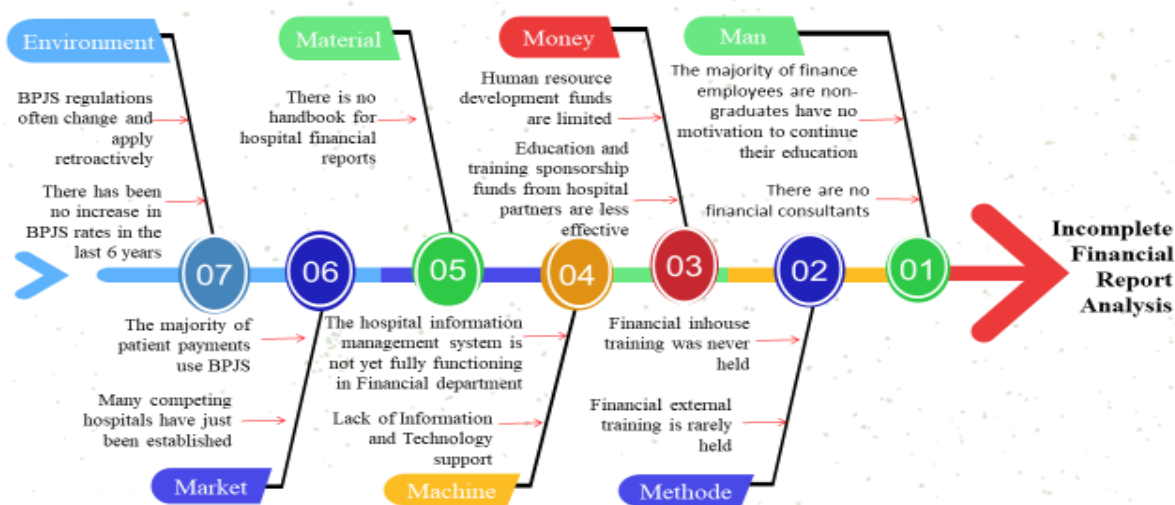 Environment
BPJS regulations
often change and
apply
retroactively
There has been
no increase in
BPJS rates in the
last 6 years
Material
There is no
handbook for
hospital financial
reports
Money
Human resource
development funds
are limited
Education and
training sponsorship
funds from hospital
partners are less
effective
Man
The majority of finance
employees are non-
graduates have no
motivation to continue
their education
There are no
financial consultants
07
06
05
04
03
02
01
Incomplete
Financial
Report
Analysis
The majority of
patient payments
use BPJS
Many competing
hospitals have just
been established
Market
The hospital information
management system is
not yet fully functioning
in Financial department
Lack of Information
and Technology
support
Machine
Financial inhouse
training was never
held
Financial external
training is rarely
held
Methode